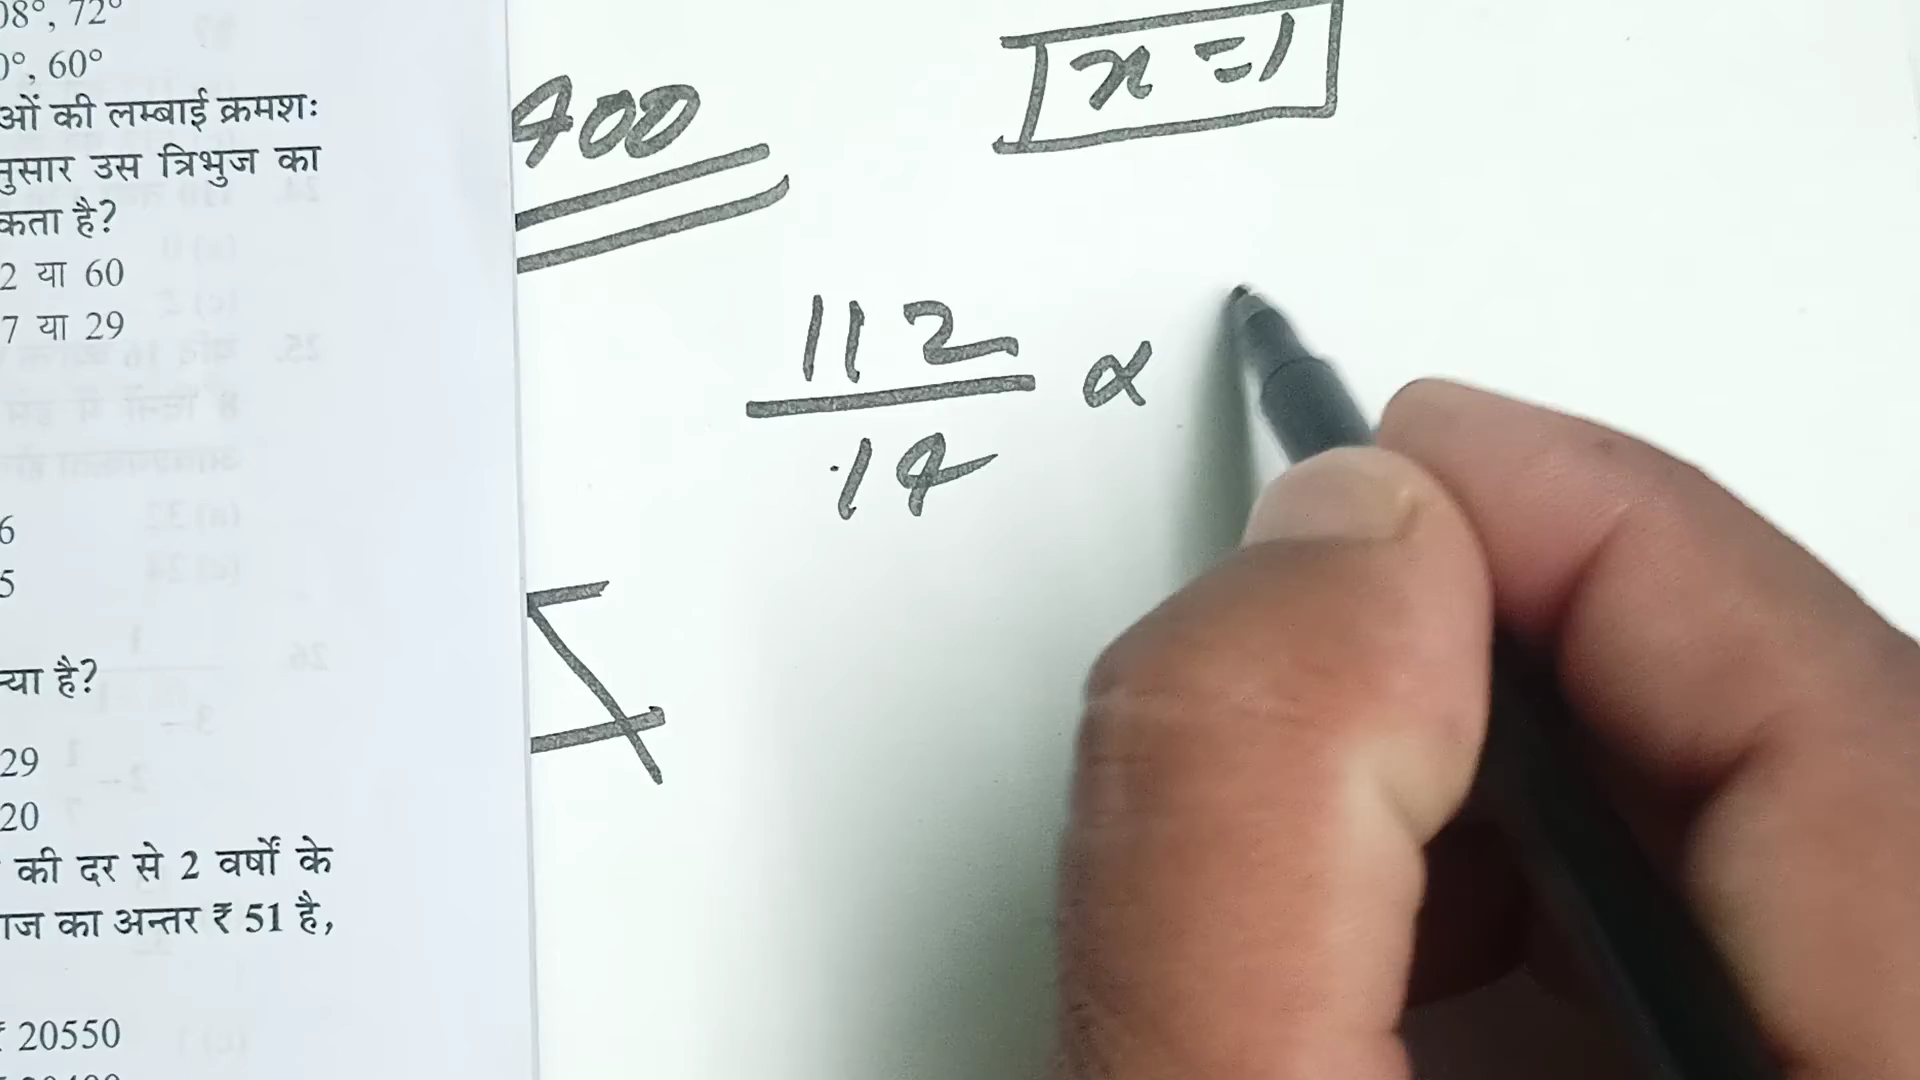 08°, 72°
0°, 60°
ओं की लम्बाई क्रमशः
नुसार उस त्रिभुज का
कता है?
2 या 60
7 या 29
6
5
या है?
29
20
की दर से 2 वर्षों के
ाज का अन्तर ₹ 51 है,
₹ 20550
400
x = 1
112
14
α